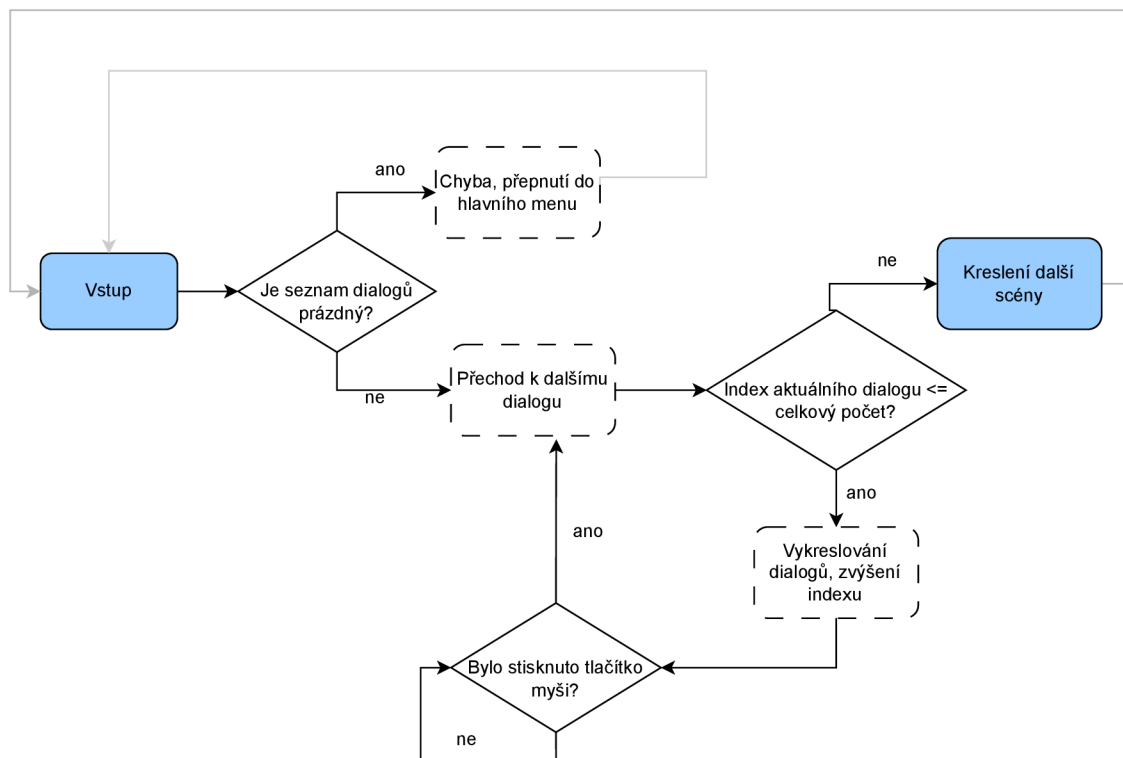 ano
Chyba, přepnutí do
hlavního menu
Vstup
Je seznam dialogů
prázdný?
ne
Kreslení další
scény
Přechod k dalšímu
dialogu
ne
Index aktuálního dialogu <=
celkový počet?
ano
ano
Vykreslování
dialogů, zvýšení
indexu
Bylo stisknuto tlačítko
myši?
ne